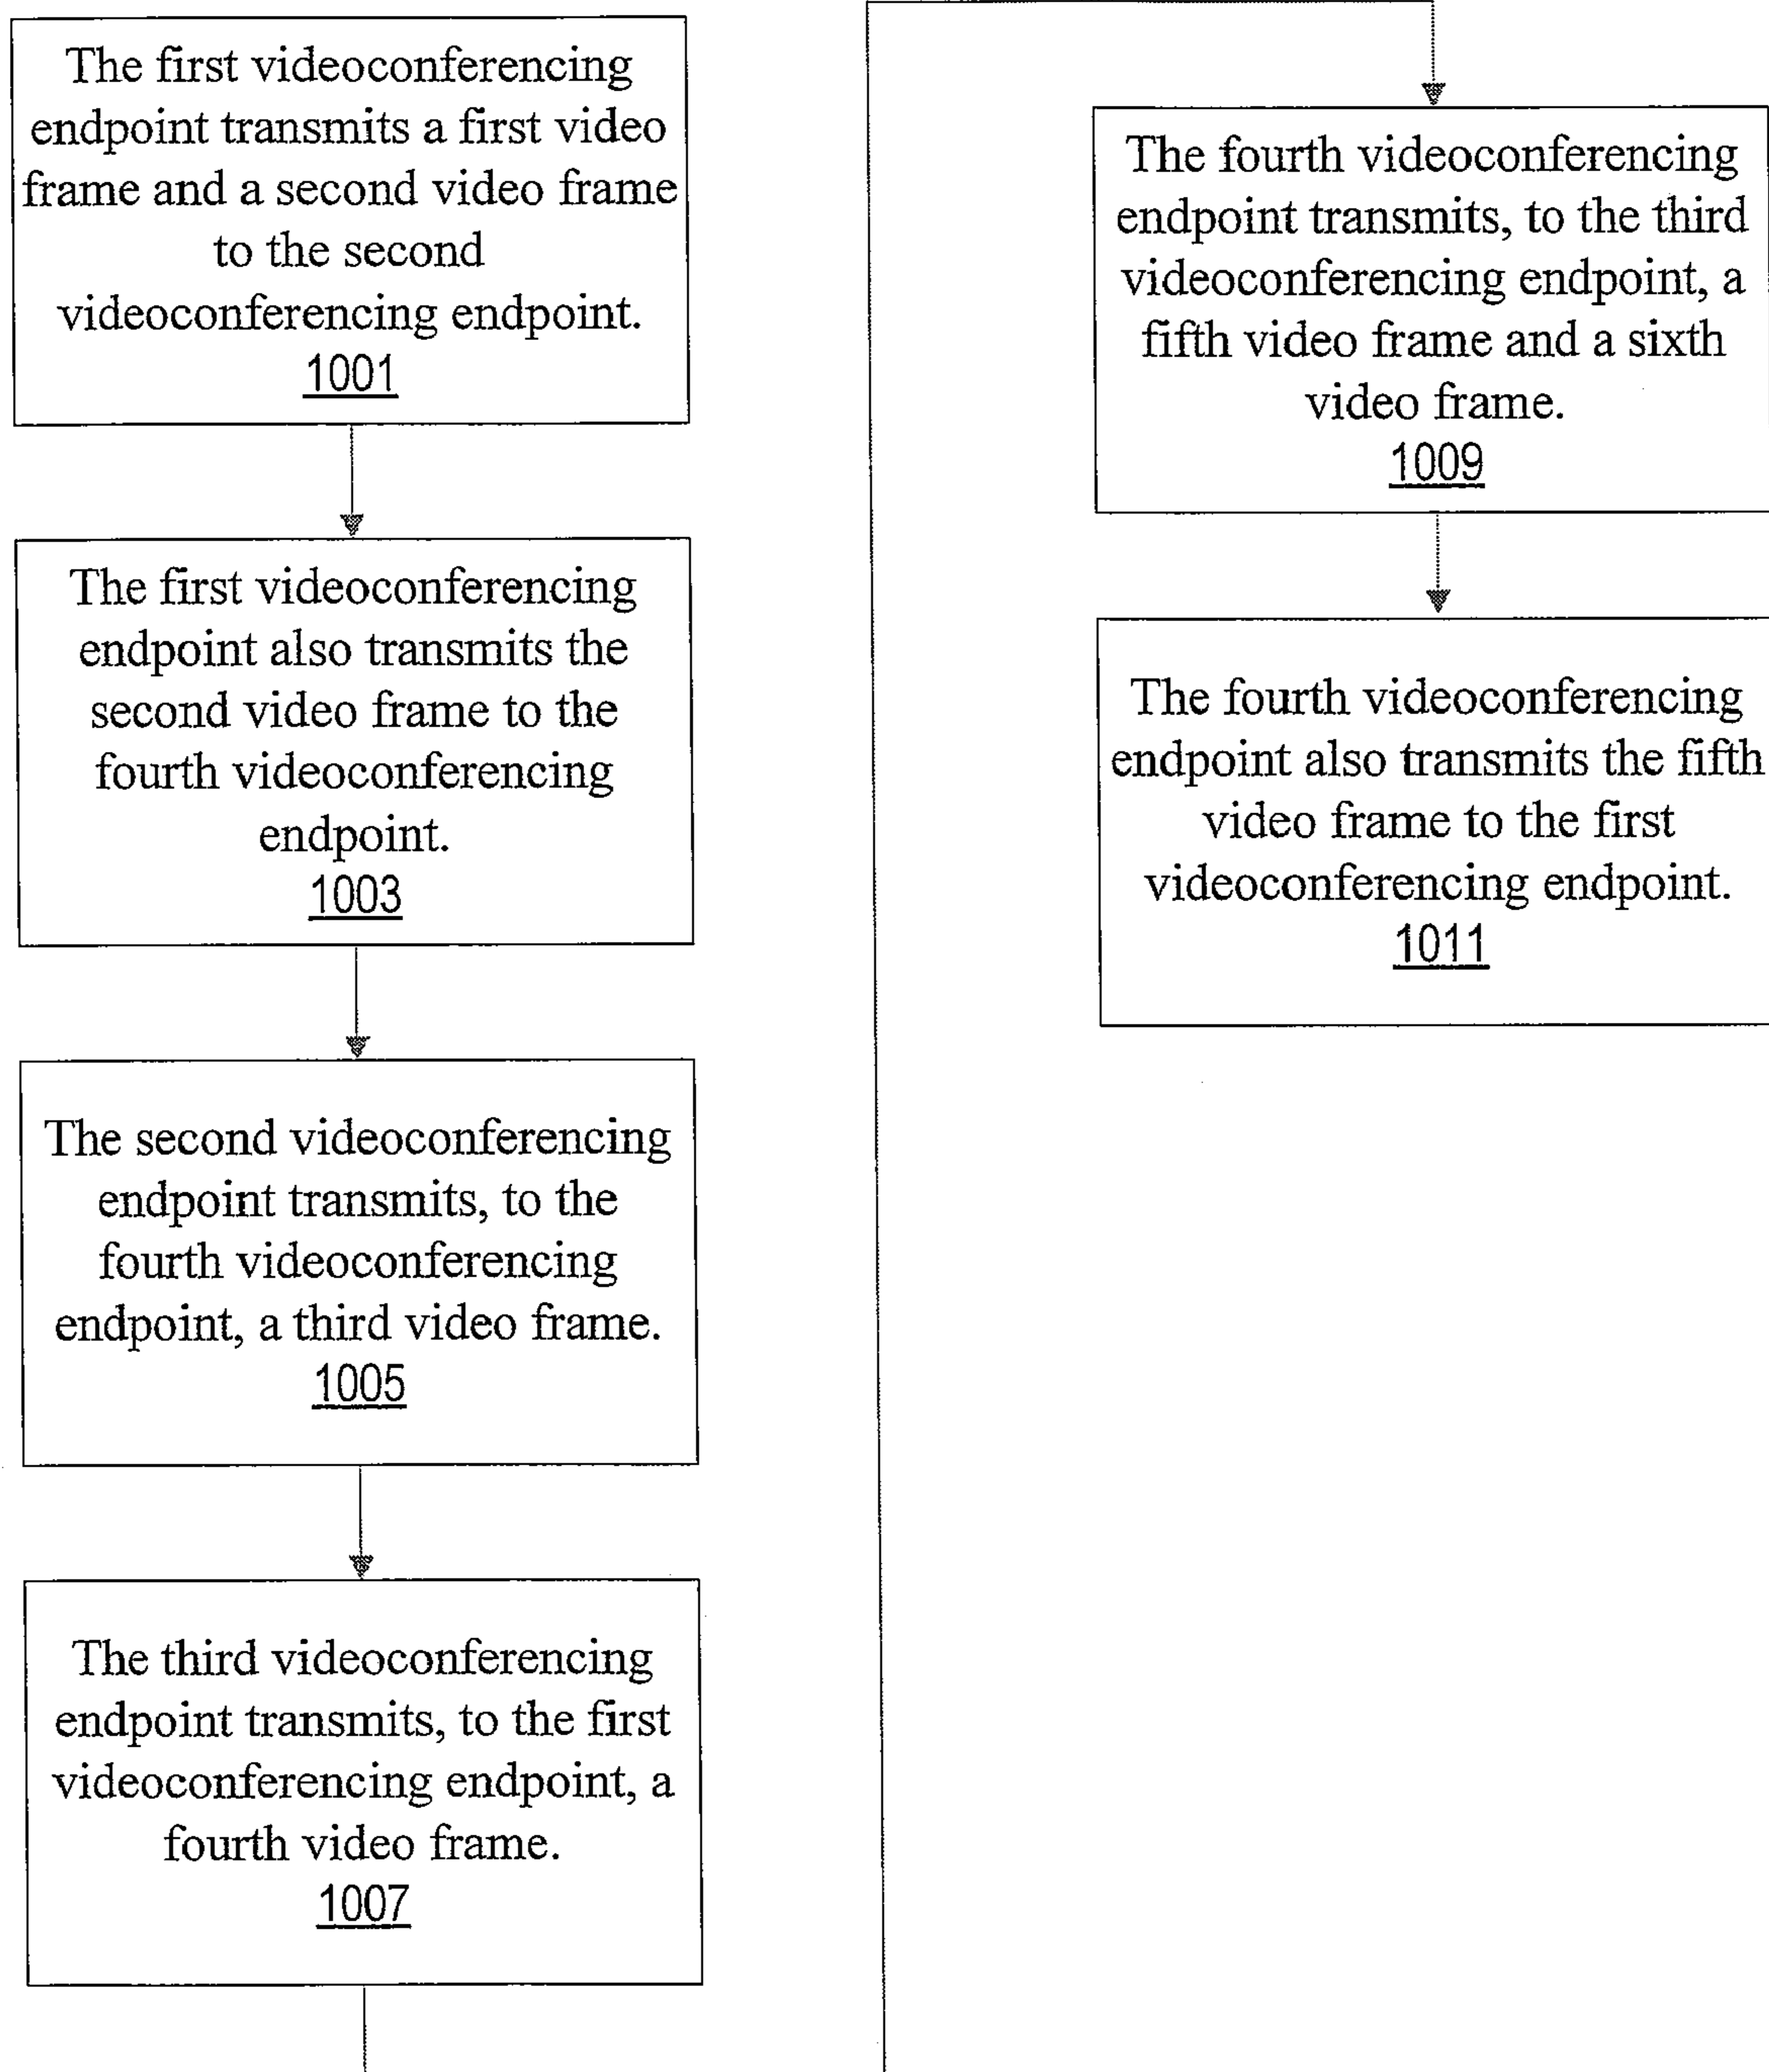 The first videoconferencing
endpoint transmits a first video
frame and a second video frame
to the second
videoconferencing endpoint.
1001
The first videoconferencing
endpoint also transmits the
second video frame to the
fourth videoconferencing
endpoint.
1003
The second videoconferencing
endpoint transmits, to the
fourth videoconferencing
endpoint, a third video frame.
1005
The third videoconferencing
endpoint transmits, to the first
videoconferencing endpoint, a
fourth video frame.
1007
The fourth videoconferencing
endpoint transmits, to the third
videoconferencing endpoint, a
fifth video frame and a sixth
video frame.
1009
The fourth videoconferencing
endpoint also transmits the fifth
video frame to the first
videoconferencing endpoint.
1011